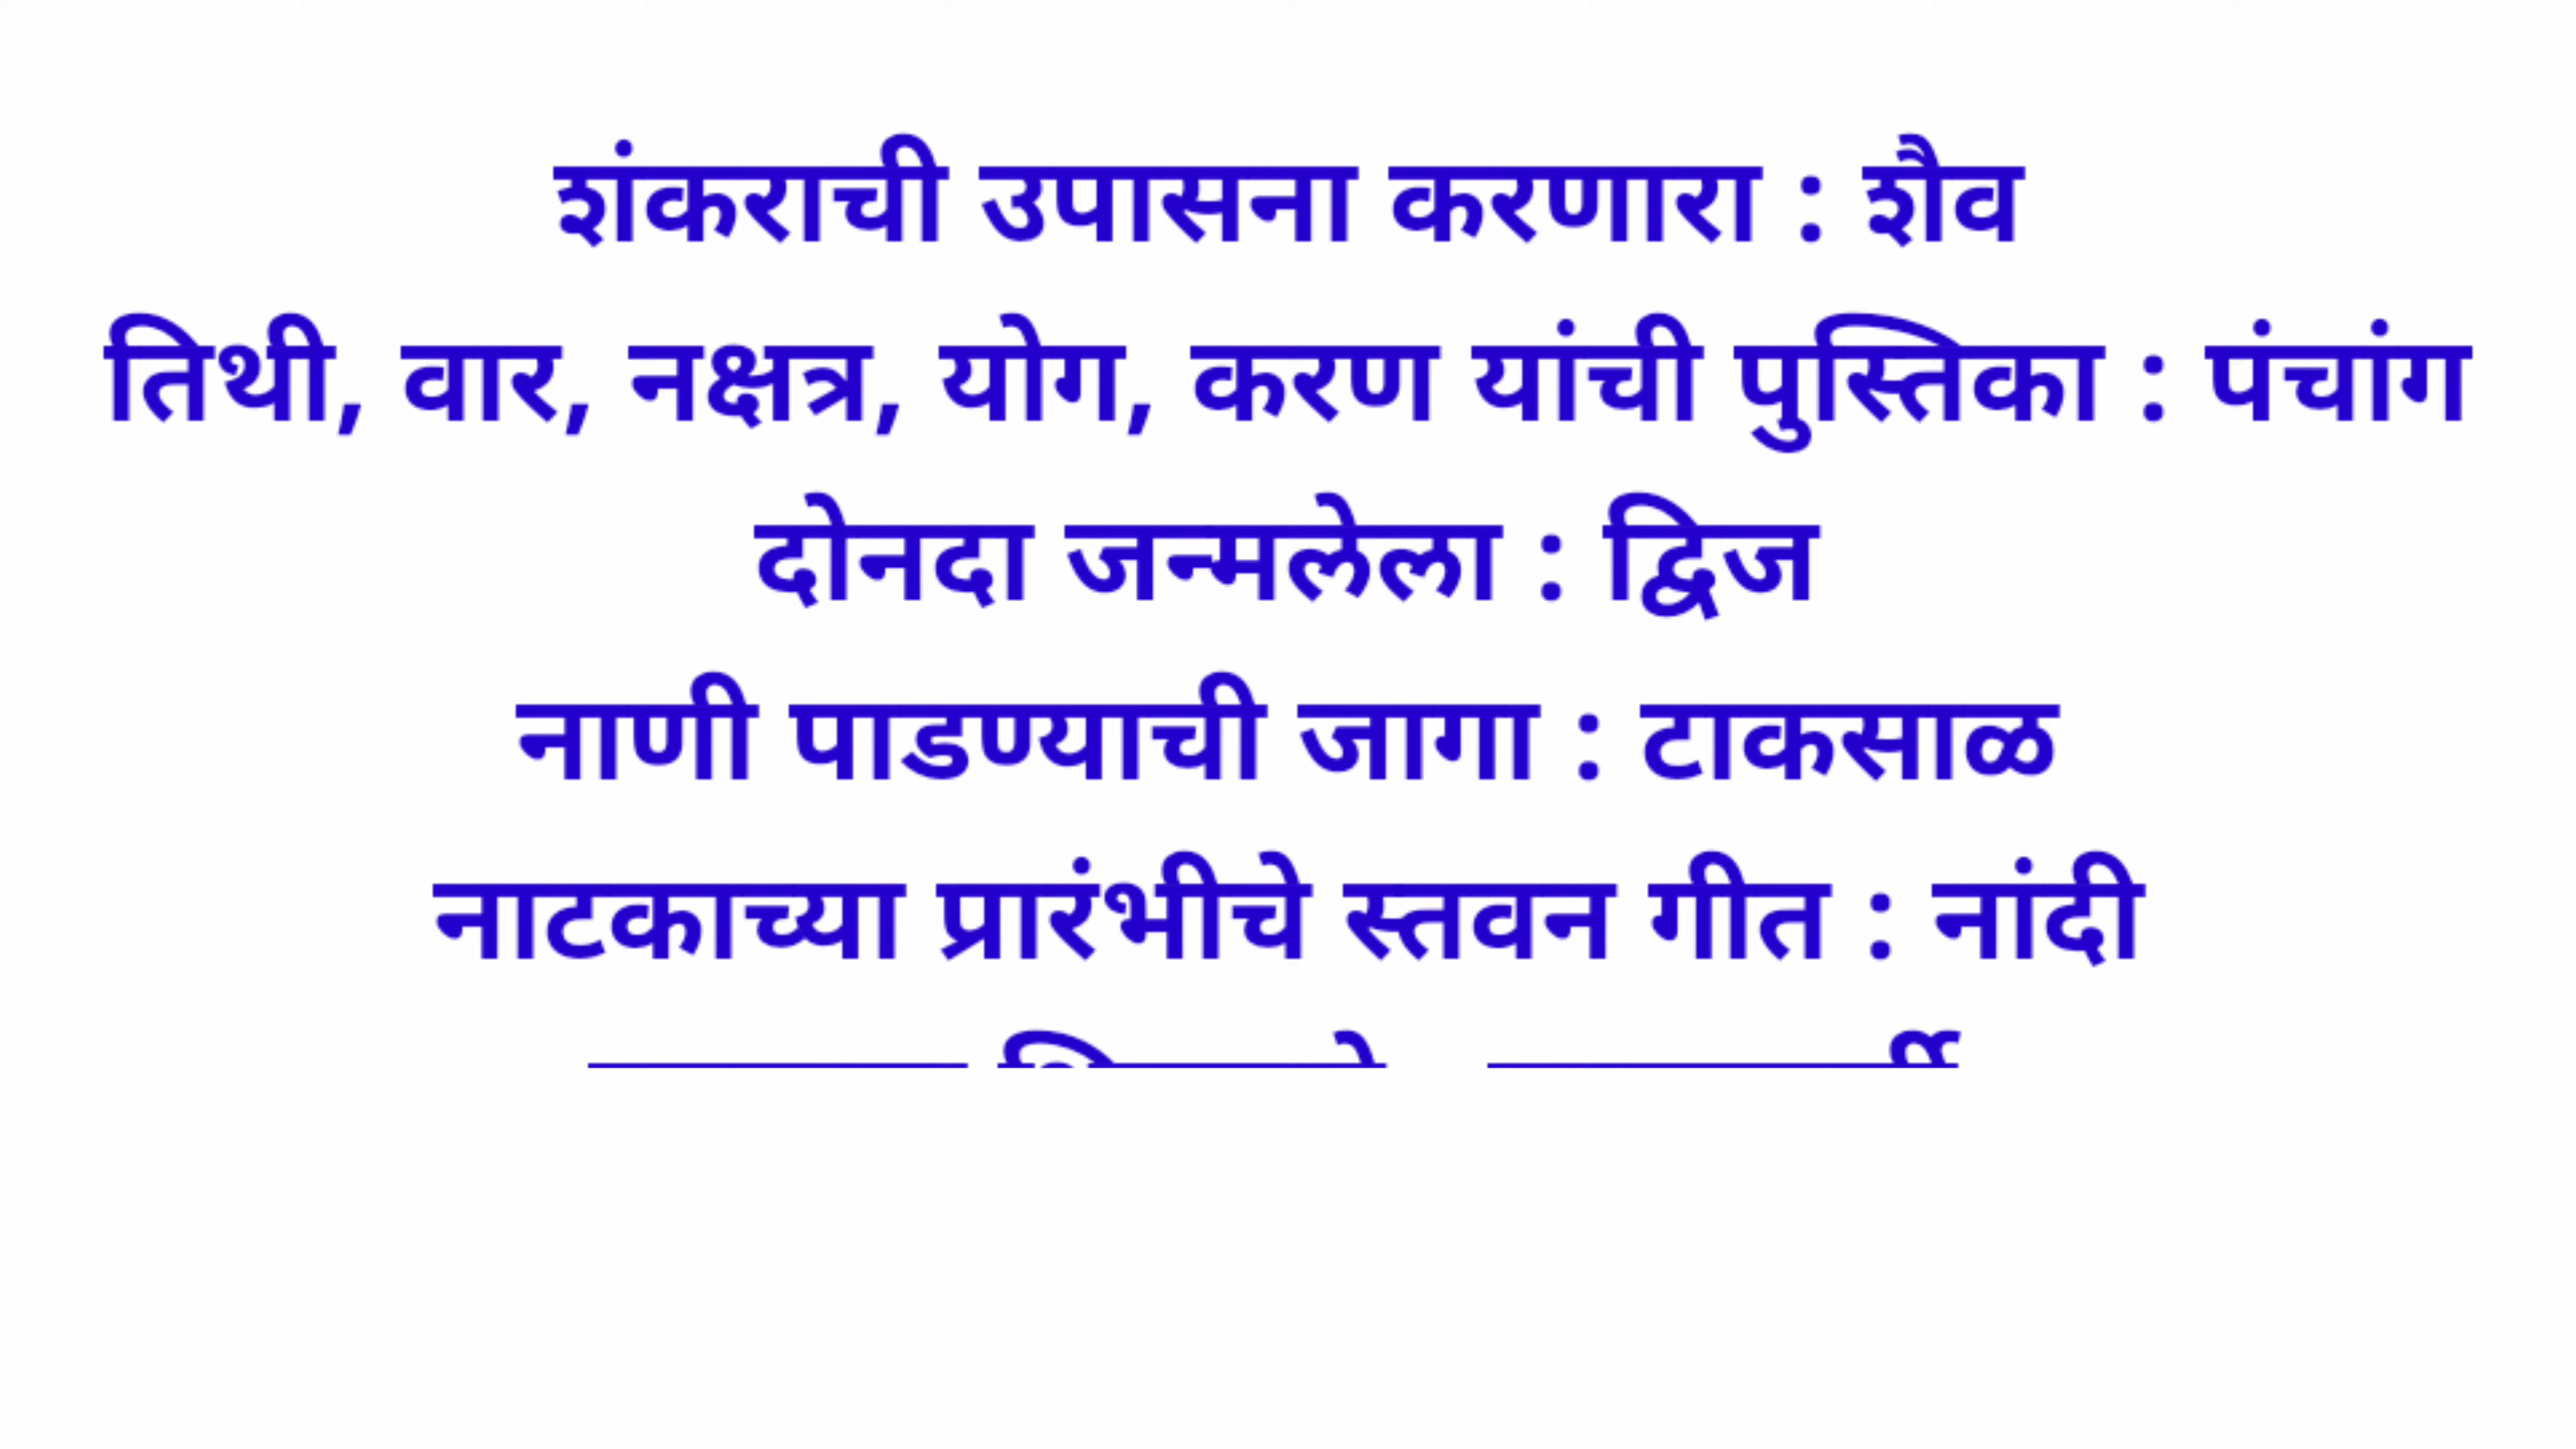 शंकराची उपासना करणारा : शैव
तिथी, वार, नक्षत्र, योग, करण यांची पुस्तिका : पंचांग
दोनदा जन्मलेला : द्विज
नाणी पाडण्याची जागा : टाकसाळ
नाटकाच्या प्रारंभीचे स्तवन गीत : नांदी